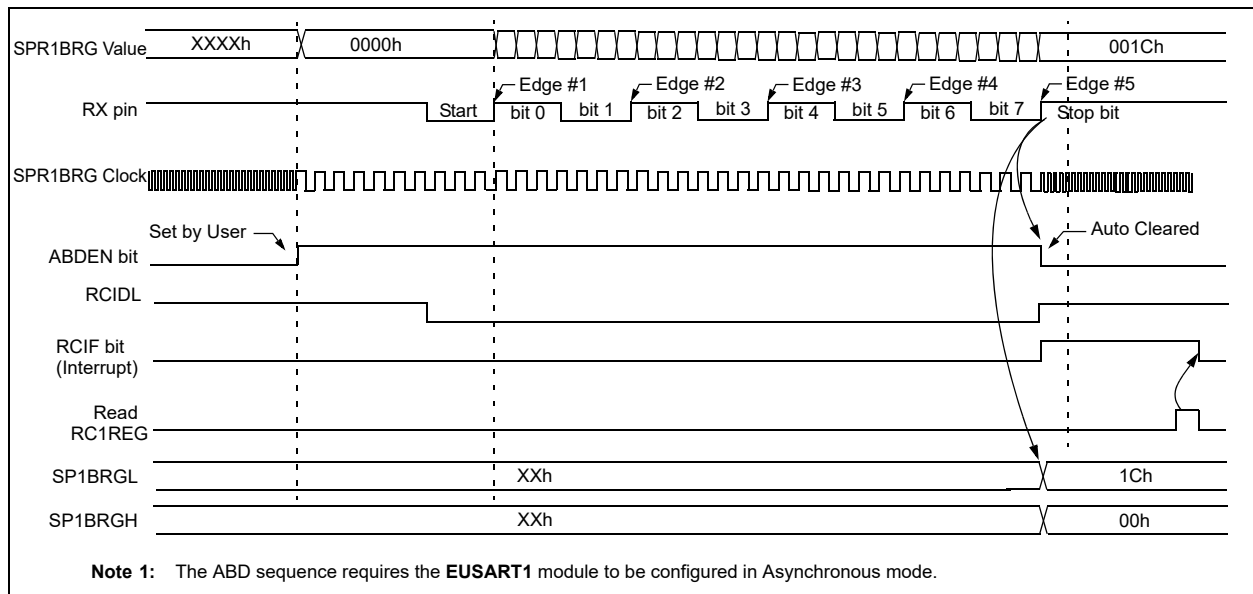 SPR1BRG Value
XXXXh
0000h
001Ch
Edge #1
Edge #2
Edge #3
Edge #4
Edge #5
RX pin
Start
bit 0
bit 1
bit 2
bit 3
bit 4
bit 5
bit 6
bit 7
Stop bit
SPR1BRG Clock
Set by User
Auto Cleared
ABDEN bit
RCIDL
RCIF bit
(Interrupt)
Read
RC1REG
SP1BRGL
XXh
1Ch
SP1BRGH
XXh
00h
Note 1: The ABD sequence requires the EUSART1 module to be configured in Asynchronous mode.